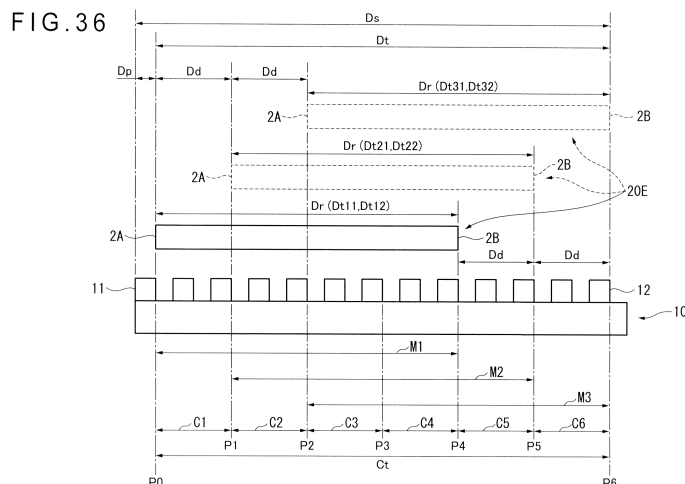 FIG.36
Ds
Dt
Dp Dd Dd
Dr (Dt31,Dt32)
2A 2B
Dr (Dt21,Dt22)
2A 2B
20E
Dr (Dt11,Dt12)
2A 2B
Dd Dd
11 12
10
M1
M2
M3
C1 C2 C3 C4 C5 C6
P1 P2 P3 P4 P5
Ct
P0 P6